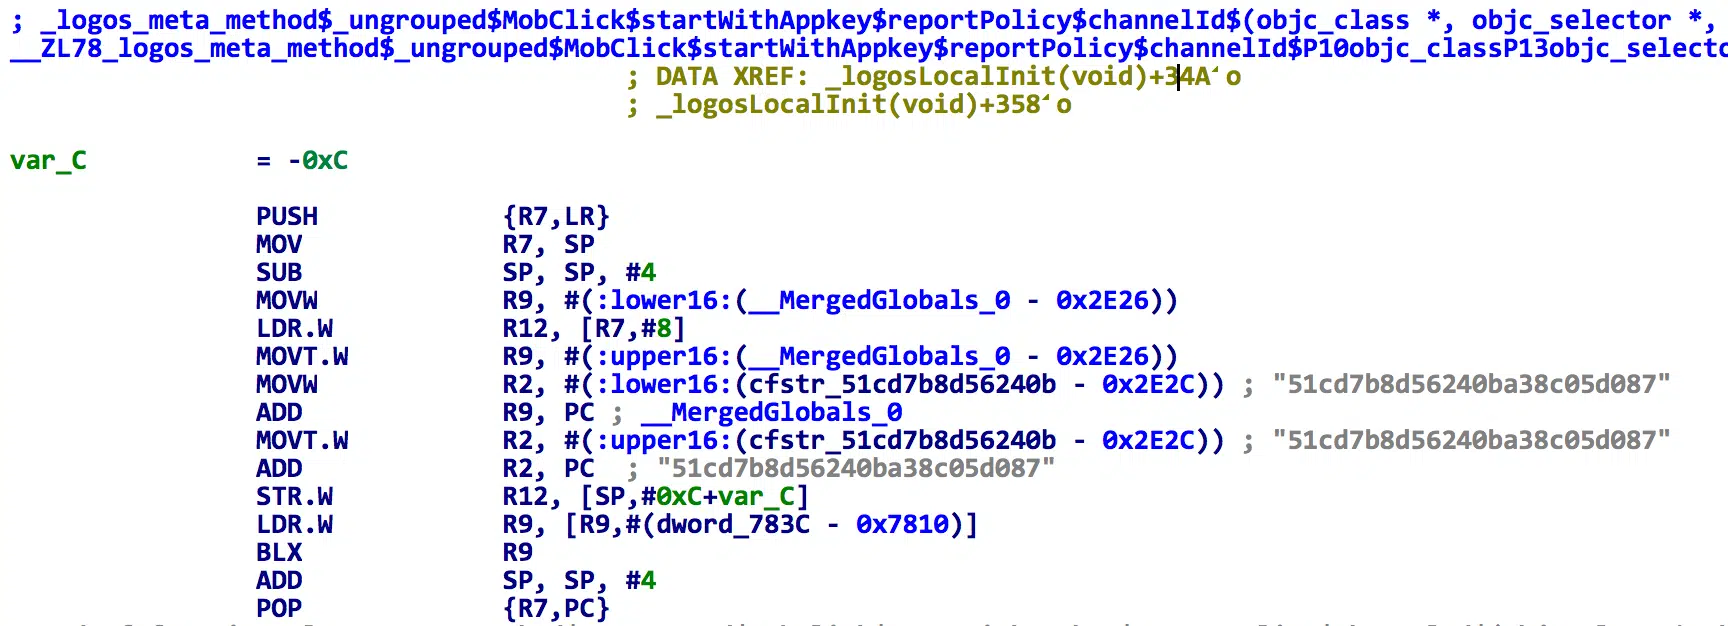 ; _logos_meta_method$_ungrouped$MobClick$startWithAppkey$reportPolicy$channelId$(objc_class *, objc_selector *,
__ZL78_logos_meta_method$_ungrouped$MobClick$startWithAppkey$reportPolicy$channelId$P10objc_classP13objc_selecto
; DATA XREF: _logosLocalInit(void)+34A↑o
; _logosLocalInit(void)+358↑o
var_C = -0xC
PUSH {R7,LR}
MOV R7, SP
SUB SP, SP, #4
MOVW R9, #(:lower16:(__MergedGlobals_0 - 0x2E26))
LDR.W R12, [R7,#8]
MOVT.W R9, #(:upper16:(__MergedGlobals_0 - 0x2E26))
MOVW R2, #(:lower16:(cfstr_51cd7b8d56240b - 0x2E2C)) ; "51cd7b8d56240ba38c05d087"
ADD R9, PC ; __MergedGlobals_0
MOVT.W R2, #(:upper16:(cfstr_51cd7b8d56240b - 0x2E2C)) ; "51cd7b8d56240ba38c05d087"
ADD R2, PC ; "51cd7b8d56240ba38c05d087"
STR.W R12, [SP,#0xC+var_C]
LDR.W R9, [R9,#(dword_783C - 0x7810)]
BLX R9
ADD SP, SP, #4
POP {R7,PC}